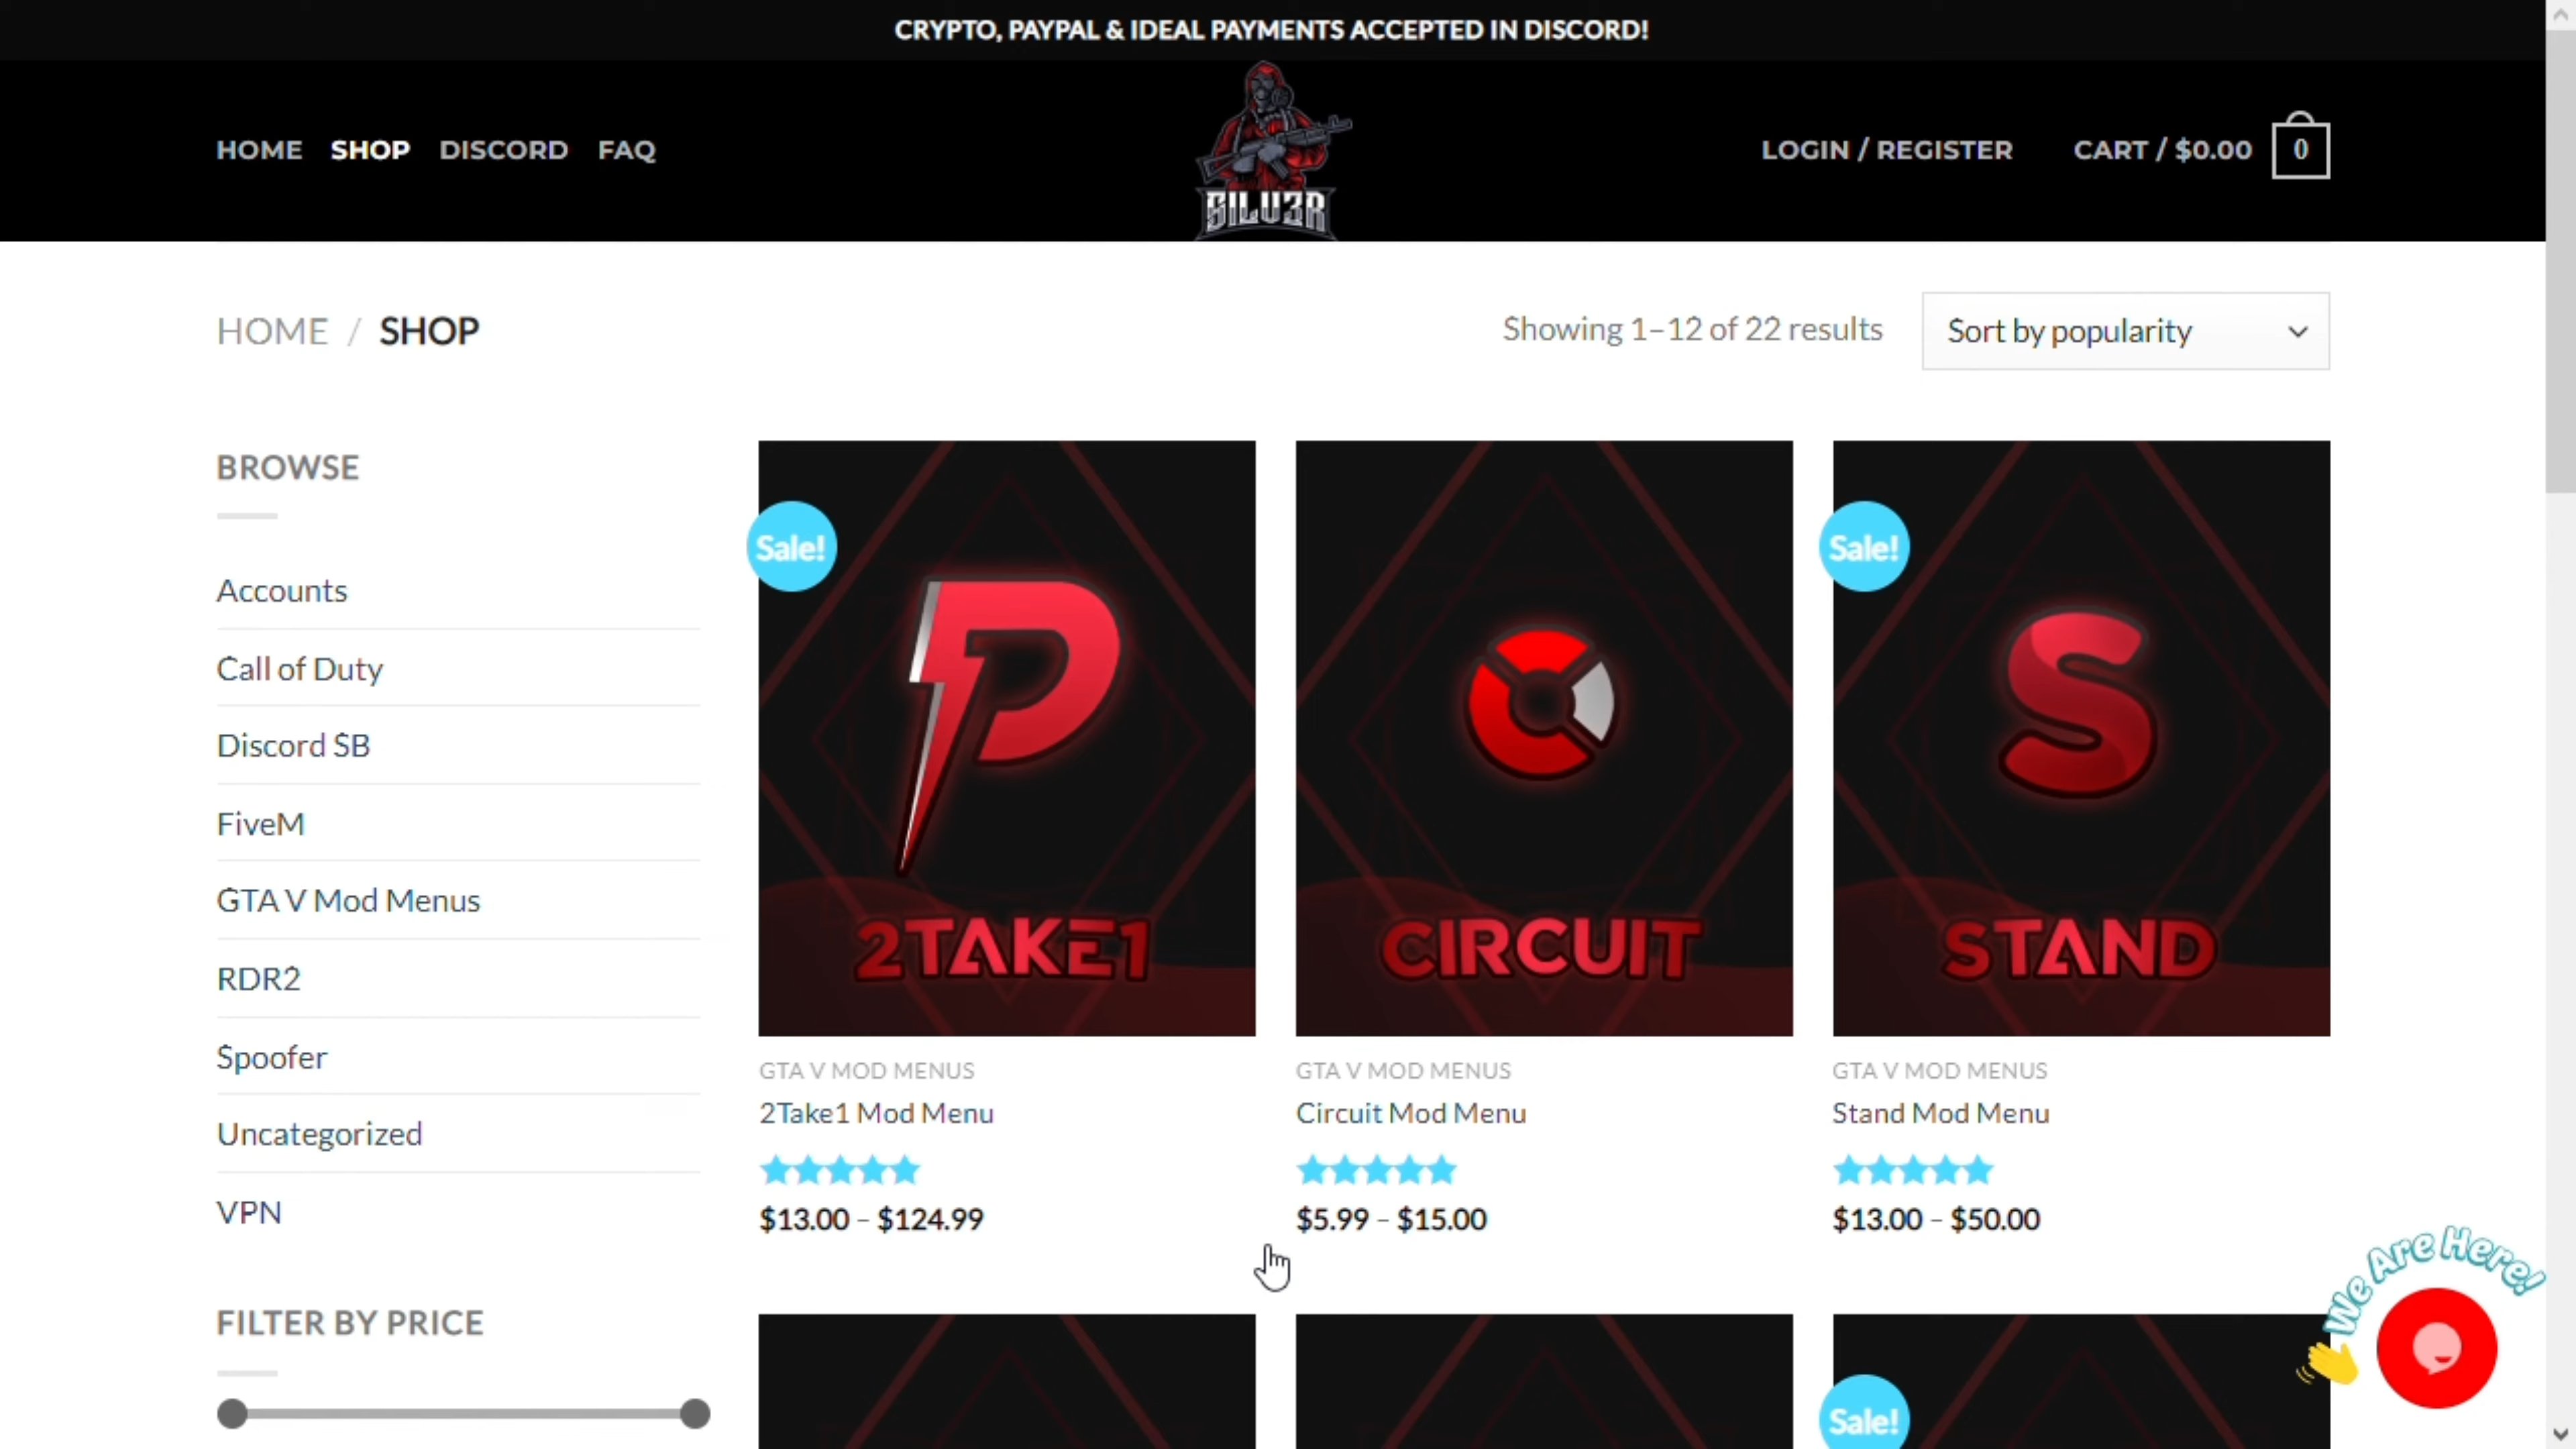 CRYPTO, PAYPAL & IDEAL PAYMENTS ACCEPTED IN DISCORD!
HOME SHOP DISCORD FAQ
SILU3R
LOGIN / REGISTER CART / $0.00 0
HOME / SHOP
Showing 1–12 of 22 results
Sort by popularity
BROWSE
Accounts
Call of Duty
Discord SB
FiveM
GTA V Mod Menus
RDR2
Spoofer
Uncategorized
VPN
FILTER BY PRICE
Sale!
P
2TAKE1
GTA V MOD MENUS
2Take1 Mod Menu
$13.00 – $124.99
CIRCUIT
GTA V MOD MENUS
Circuit Mod Menu
$5.99 – $15.00
Sale!
S
STAND
GTA V MOD MENUS
Stand Mod Menu
$13.00 – $50.00
Sale!
We Are Here!